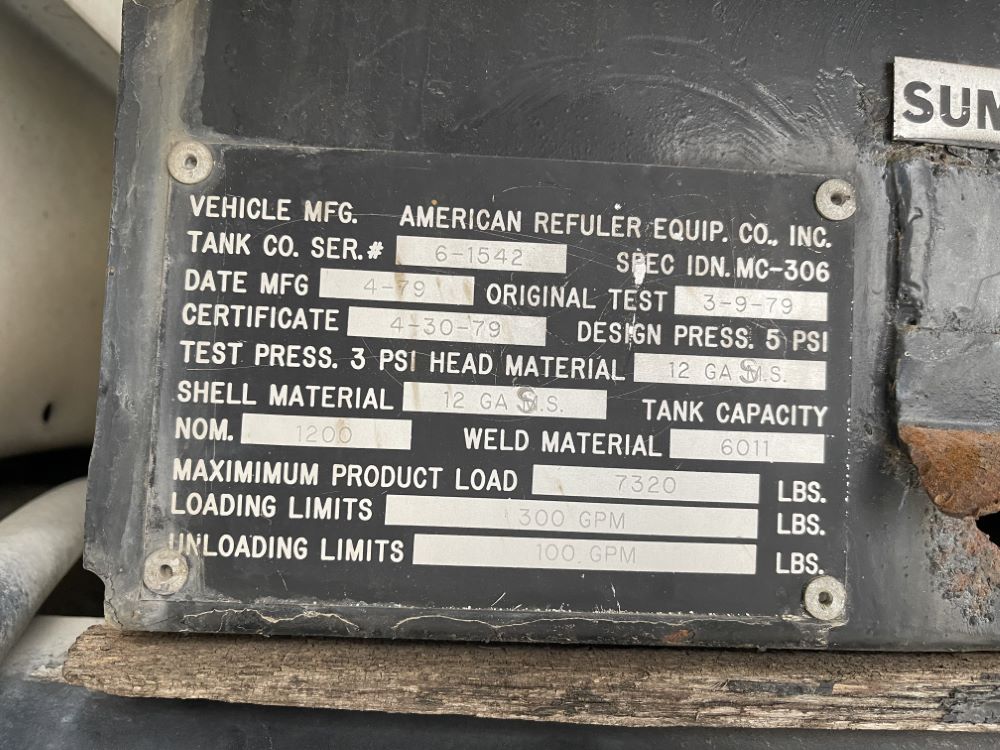 SUM
VEHICLE MFG. AMERICAN REFULER EQUIP. CO., INC.
TANK CO. SER.# 6-1542 SPEC IDN. MC-306
DATE MFG 4-79 ORIGINAL TEST 3-9-79
CERTIFICATE 4-30-79 DESIGN PRESS. 5 PSI
TEST PRESS. 3 PSI HEAD MATERIAL 12 GA M.S.
SHELL MATERIAL 12 GA M.S. TANK CAPACITY
NOM. 1200 WELD MATERIAL 6011
MAXIMIMUM PRODUCT LOAD 7320 LBS.
LOADING LIMITS 300 GPM LBS.
UNLOADING LIMITS 100 GPM LBS.